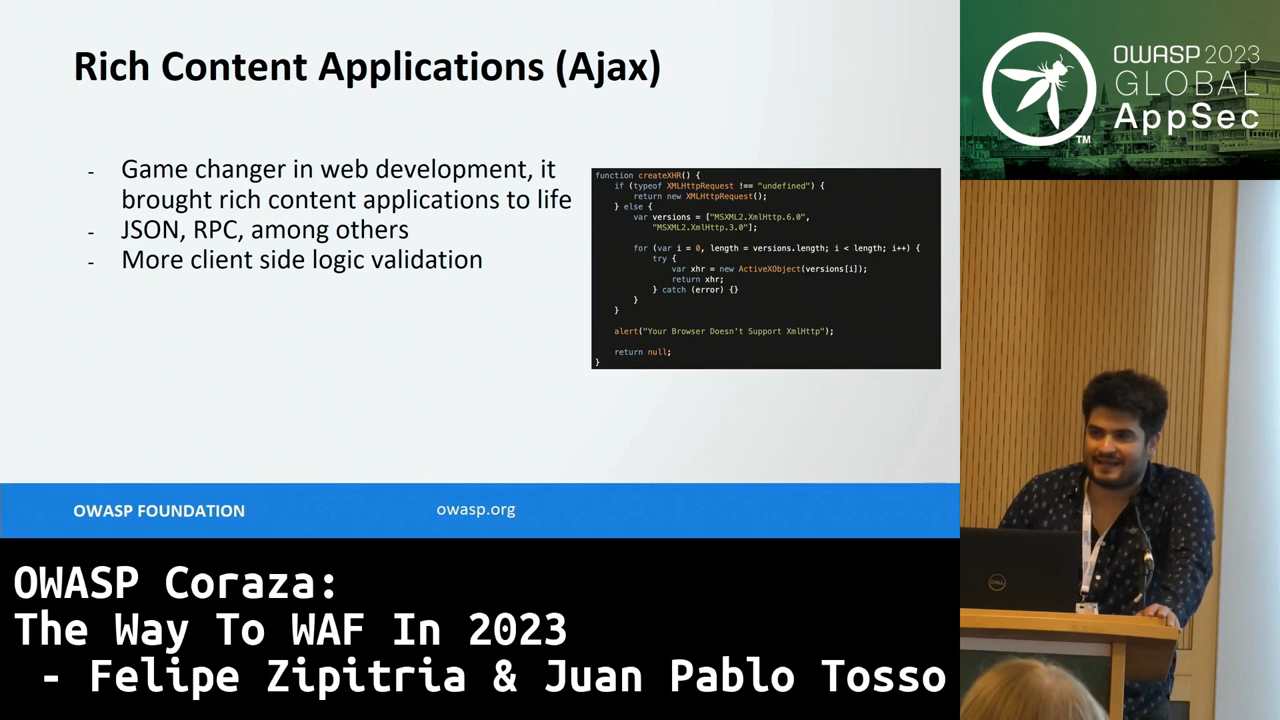 Rich Content Applications (Ajax)
- Game changer in web development, it
brought rich content applications to life
- JSON, RPC, among others
- More client side logic validation
function createXHR() {
if (typeof XMLHttpRequest !== "undefined") {
return new XMLHttpRequest();
} else {
var versions = ["MSXML2.XmlHttp.6.0",
"MSXML2.XmlHttp.3.0"];
for (var i = 0, length = versions.length; i < length; i++) {
try {
var xhr = new ActiveXObject(versions[i]);
return xhr;
} catch (error) {}
}
}
alert("Your Browser Doesn't Support XmlHttp");
return null;
}
OWASP FOUNDATION
owasp.org
OWASP 2023
GLOBAL
AppSec
TM
DELL
OWASP Coraza:
The Way To WAF In 2023
- Felipe Zipitria & Juan Pablo Tosso